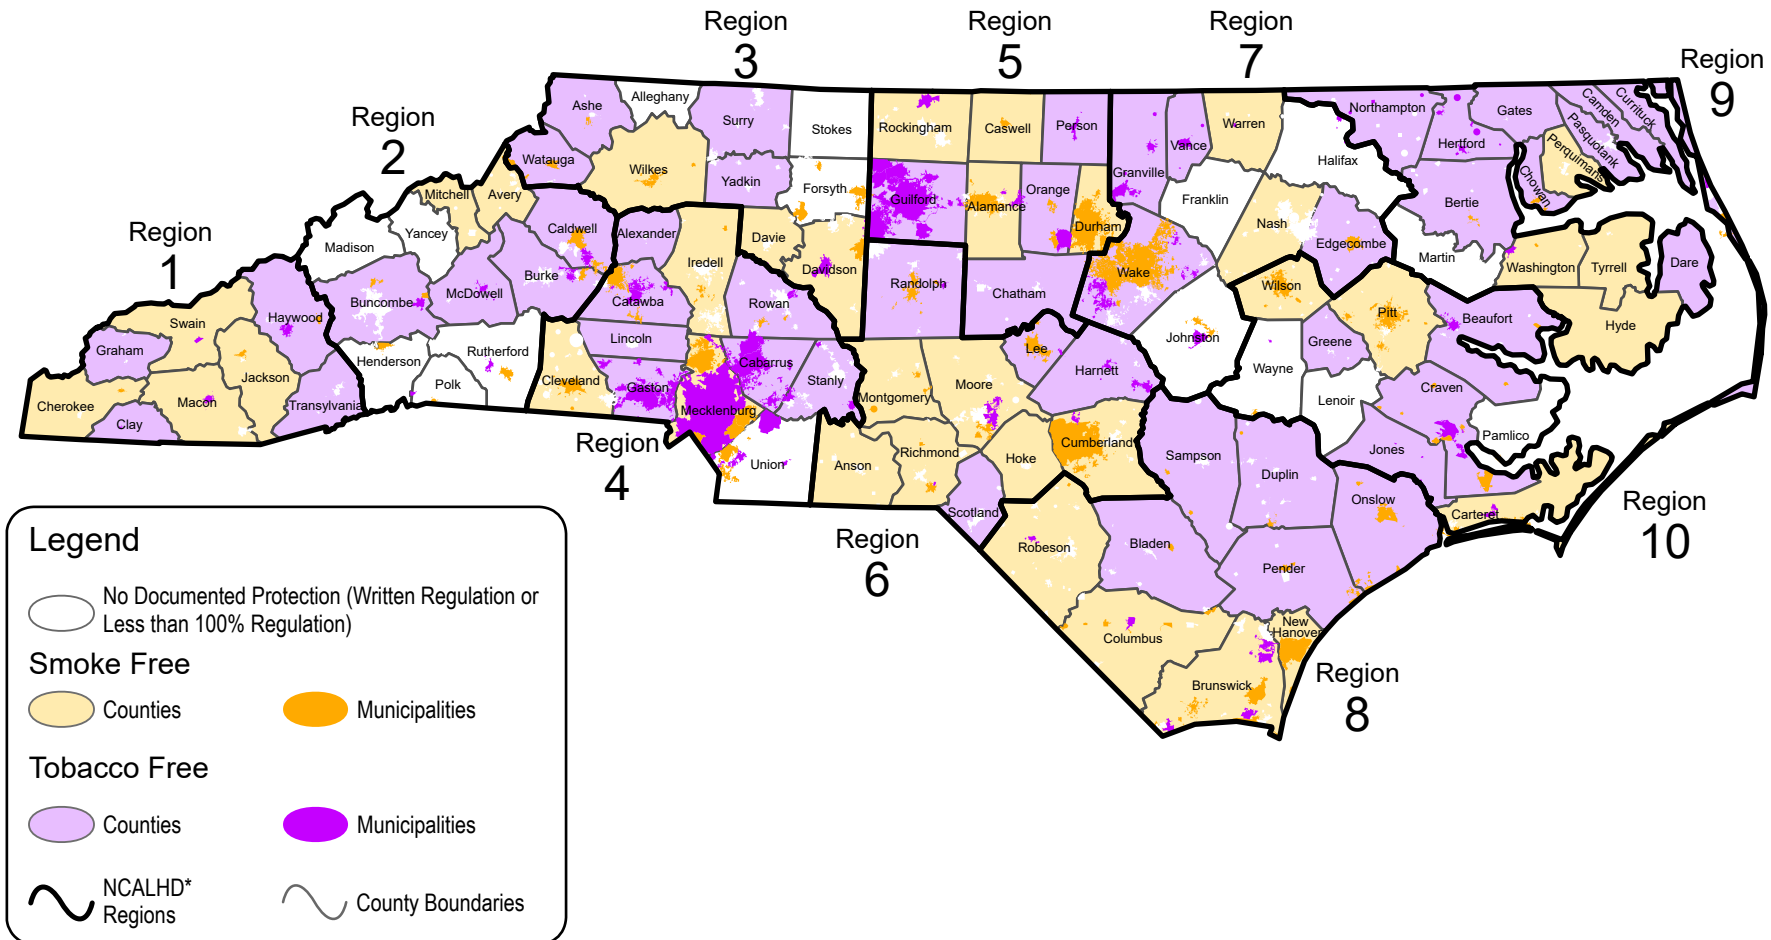 Region
3
Region
5
Region
7
Region
9
Region
2
Region
1
Ashe
Alleghany
Surry
Stokes
Rockingham
Caswell
Person
Granville
Vance
Warren
Northampton
Gates
Camden
Currituck
Pasquotank
Perquimans
Hertford
Halifax
Chowan
Bertie
Watauga
Wilkes
Yadkin
Forsyth
Guilford
Alamance
Orange
Durham
Franklin
Nash
Edgecombe
Martin
Washington
Tyrrell
Dare
Mitchell
Avery
Yancey
Madison
Caldwell
Alexander
Iredell
Davie
Davidson
Randolph
Chatham
Wake
Wilson
Pitt
Beaufort
Hyde
Burke
McDowell
Buncombe
Haywood
Catawba
Rowan
Swain
Graham
Lincoln
Cabarrus
Stanly
Lee
Harnett
Johnston
Wayne
Greene
Lenoir
Craven
Pamlico
Henderson
Rutherford
Polk
Cleveland
Gaston
Mecklenburg
Montgomery
Moore
Cherokee
Clay
Macon
Jackson
Transylvania
Union
Anson
Richmond
Hoke
Cumberland
Sampson
Duplin
Jones
Onslow
Carteret
Scotland
Robeson
Bladen
Pender
Columbus
Brunswick
New
Hanover
Region
4
Region
6
Region
8
Region
10
Legend
No Documented Protection (Written Regulation or
Less than 100% Regulation)
Smoke Free
Counties
Municipalities
Tobacco Free
Counties
Municipalities
NCALHD*
Regions
County Boundaries